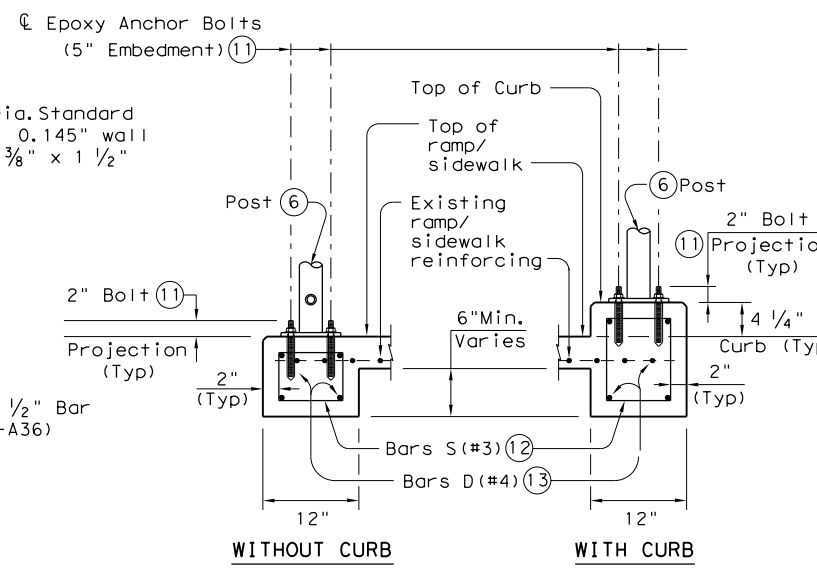 ℄ Epoxy Anchor Bolts
(5" Embedment) 11
Dia. Standard
0.145" wall
3⁄8" x 1 1⁄2"
Top of Curb
Top of
ramp/
sidewalk
Post 6
6 Post
Existing
ramp/
sidewalk
reinforcing
2" Bolt
11 Projectio
(Typ)
2" Bolt 11
Projection
(Typ)
6"Min.
Varies
4 1⁄4"
Curb (Typ
2"
(Typ)
2"
(Typ)
1⁄2" Bar
-A36)
Bars S(#3) 12
Bars D(#4) 13
12"
12"
WITHOUT CURB
WITH CURB